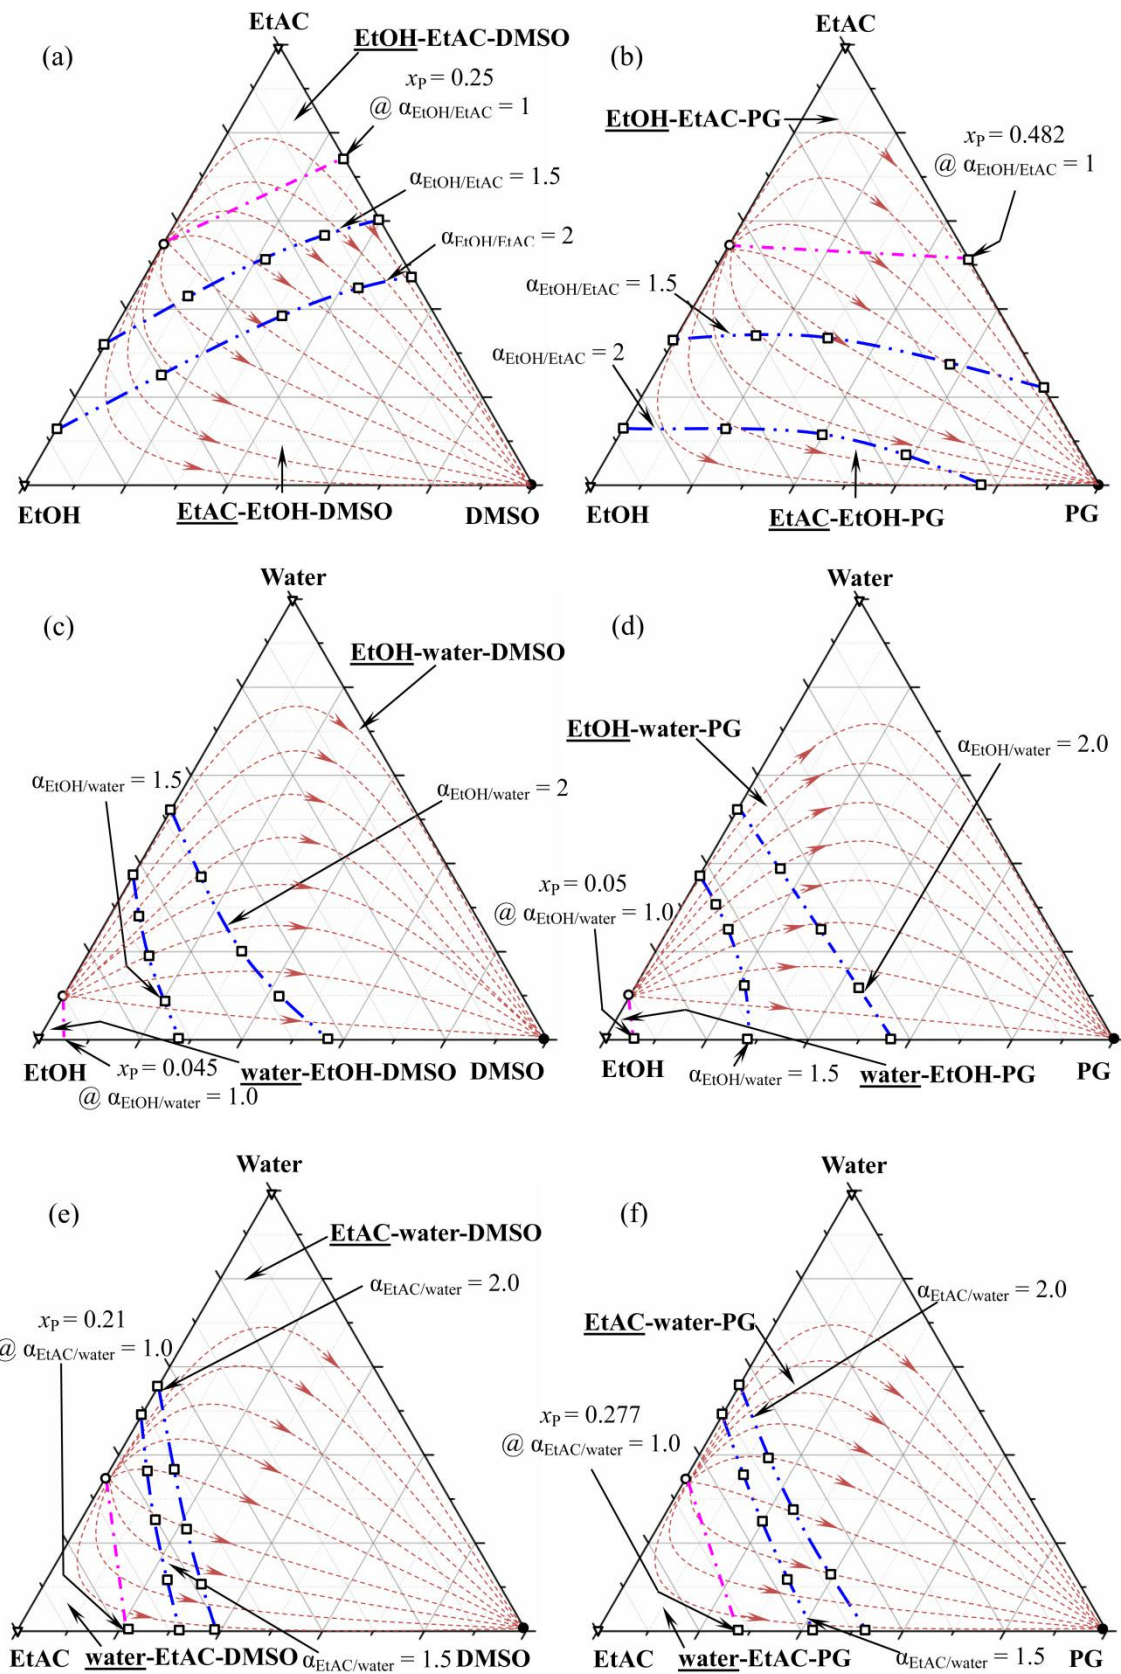 (a)
EtAC
EtOH-EtAC-DMSO
xP = 0.25
@ αEtOH/EtAC = 1
αEtOH/EtAC = 1.5
αEtOH/EtAC = 2
EtOH
EtAC-EtOH-DMSO
DMSO
(b)
EtAC
EtOH-EtAC-PG
xP = 0.482
@ αEtOH/EtAC = 1
αEtOH/EtAC = 1.5
αEtOH/EtAC = 2
EtOH
EtAC-EtOH-PG
PG
(c)
Water
EtOH-water-DMSO
αEtOH/water = 1.5
αEtOH/water = 2
EtOH
xP = 0.045
@ αEtOH/water = 1.0
water-EtOH-DMSO
DMSO
(d)
Water
EtOH-water-PG
αEtOH/water = 2.0
xP = 0.05
@ αEtOH/water = 1.0
EtOH
αEtOH/water = 1.5
water-EtOH-PG
PG
(e)
Water
EtAC-water-DMSO
αEtAC/water = 2.0
xP = 0.21
@ αEtAC/water = 1.0
EtAC
water-EtAC-DMSO
αEtAC/water = 1.5
DMSO
(f)
Water
αEtAC/water = 2.0
EtAC-water-PG
xP = 0.277
@ αEtAC/water = 1.0
EtAC
water-EtAC-PG
αEtAC/water = 1.5
PG